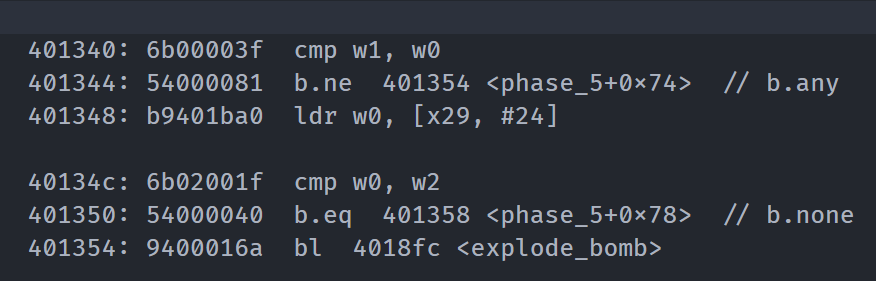 401340: 6b00003f cmp w1, w0
401344: 54000081 b.ne 401354 <phase_5+0×74> // b.any
401348: b9401ba0 ldr w0, [x29, #24]
40134c: 6b02001f cmp w0, w2
401350: 54000040 b.eq 401358 <phase_5+0×78> // b.none
401354: 9400016a bl 4018fc <explode_bomb>